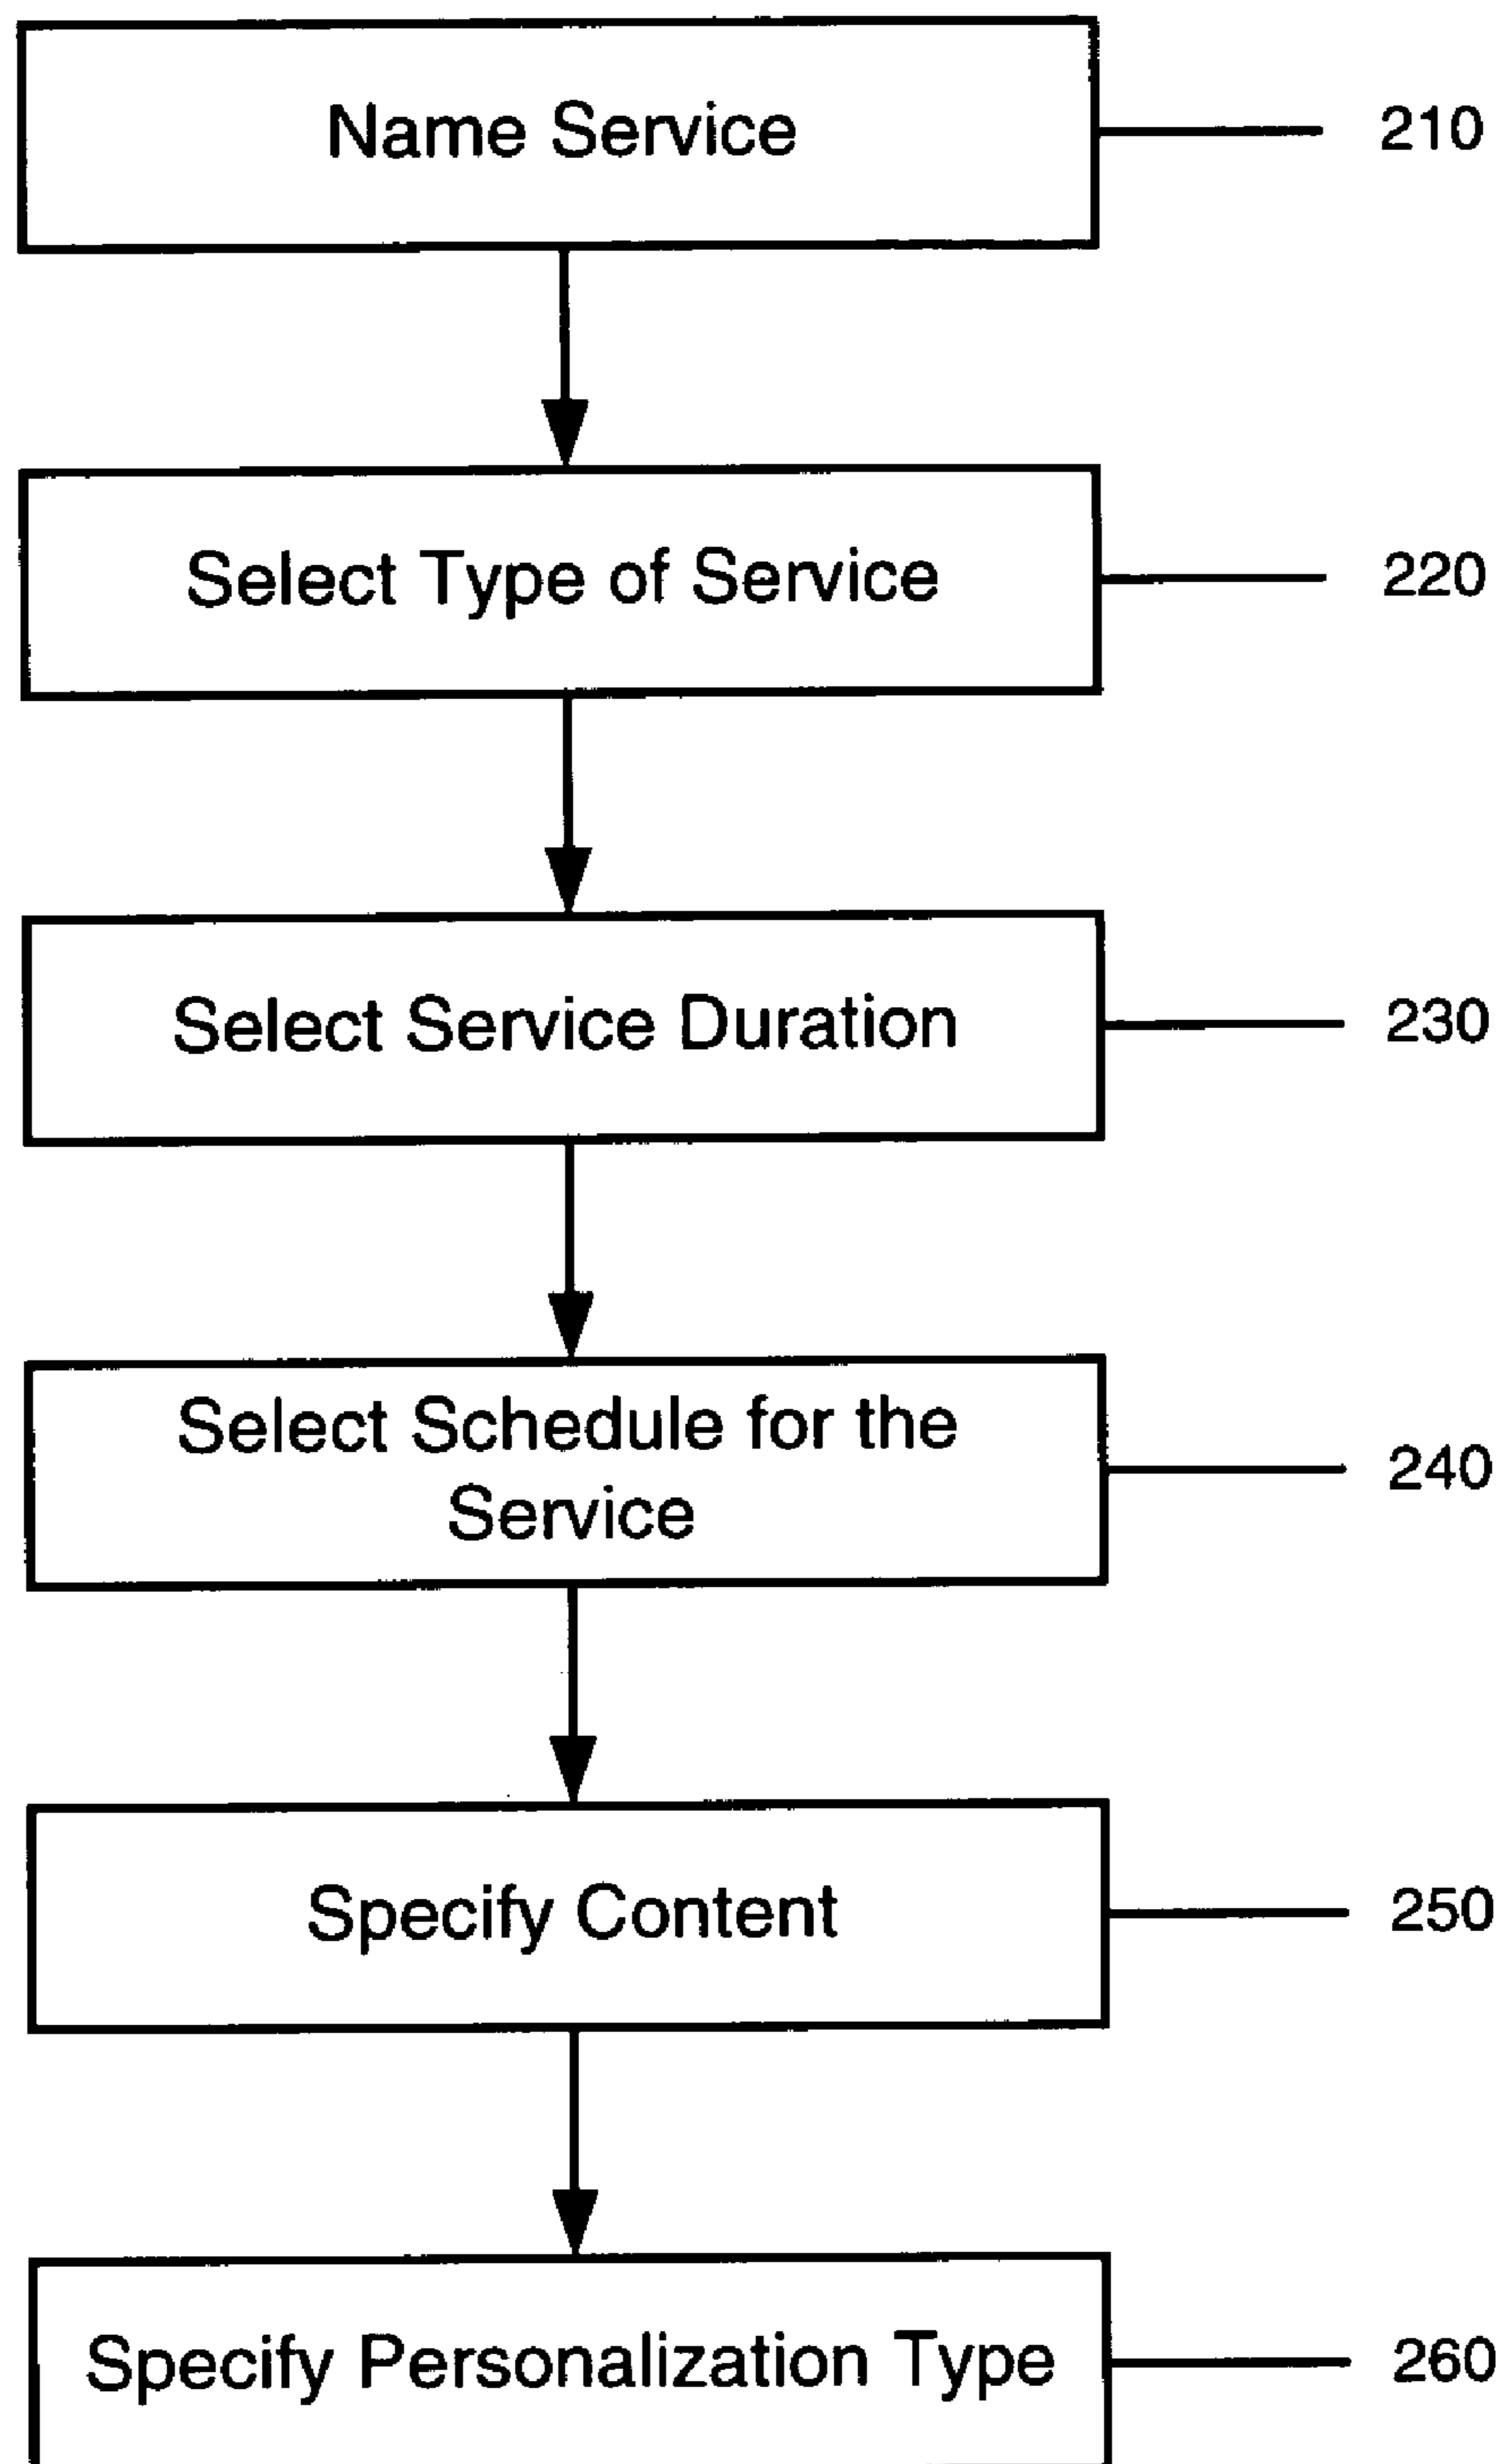 Name Service
210
Select Type of Service
220
Select Service Duration
230
Select Schedule for the
Service
240
Specify Content
250
Specify Personalization Type
260